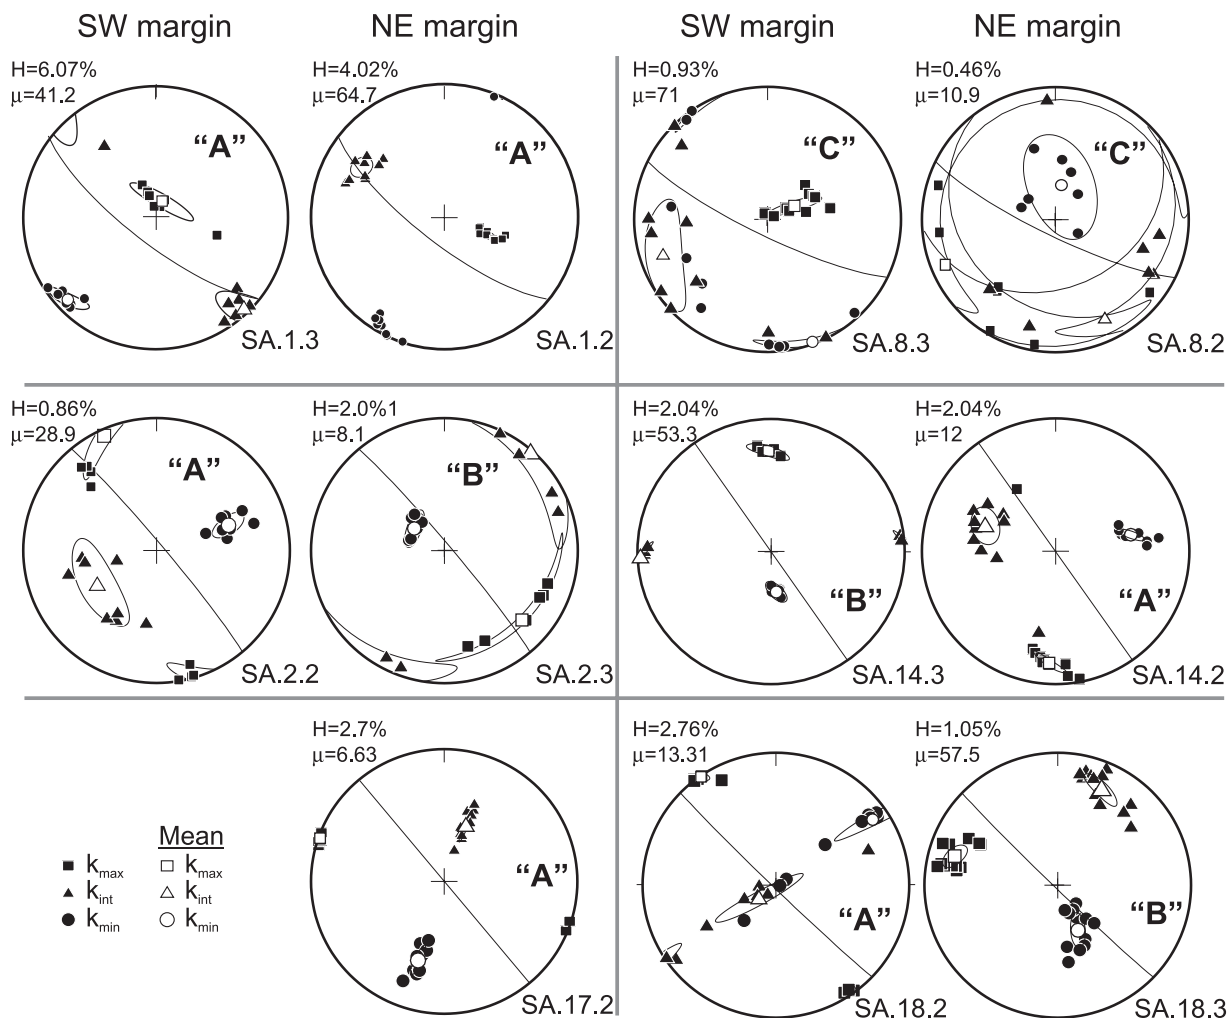 SW margin
NE margin
SW margin
NE margin
H=6.07%
μ=41.2
"A"
SA.1.3
H=4.02%
μ=64.7
"A"
SA.1.2
H=0.93%
μ=71
"C"
SA.8.3
H=0.46%
μ=10.9
"C"
SA.8.2
H=0.86%
μ=28.9
"A"
SA.2.2
H=2.0%1
μ=8.1
"B"
SA.2.3
H=2.04%
μ=53.3
"B"
SA.14.3
H=2.04%
μ=12
"A"
SA.14.2
Mean
kmax kmax
kint kint
kmin kmin
H=2.7%
μ=6.63
"A"
SA.17.2
H=2.76%
μ=13.31
"A"
SA.18.2
H=1.05%
μ=57.5
"B"
SA.18.3